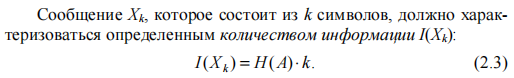 Сообщение Xk, которое состоит из k символов, должно харак-
теризоваться определенным количеством информации I(Xk):
I(Xk) = H(A)·k. (2.3)